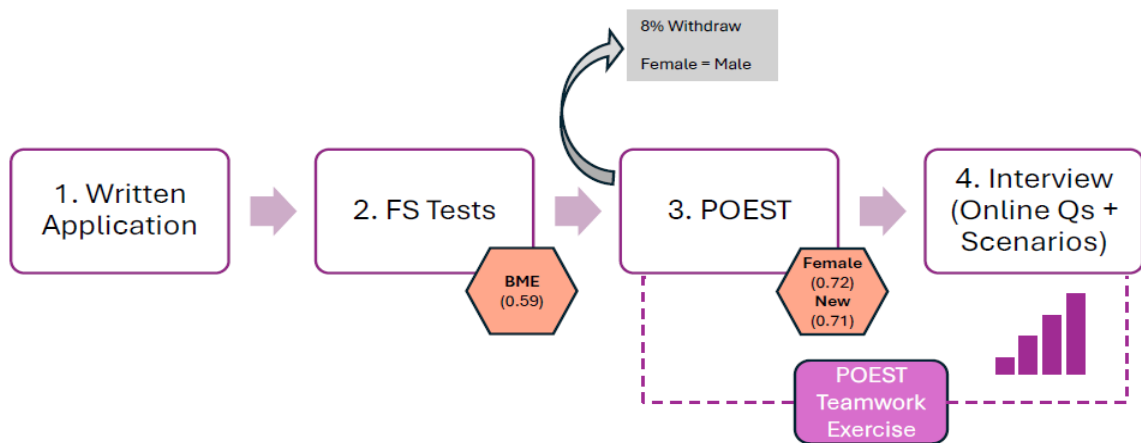 8% Withdraw
Female = Male
1. Written
Application
2. FS Tests
3. POEST
4. Interview
(Online Qs +
Scenarios)
BME
(0.59)
Female
(0.72)
New
(0.71)
POEST
Teamwork
Exercise